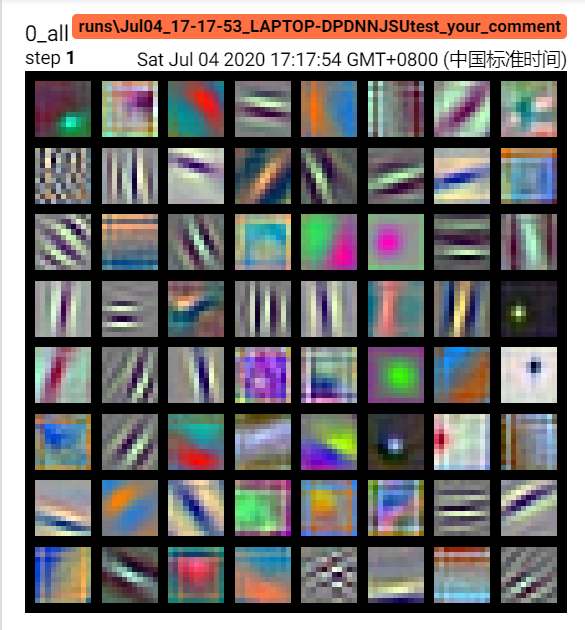 runs\Jul04_17-17-53_LAPTOP-DPDNNJSUtest_your_comment
0_all
step 1 Sat Jul 04 2020 17:17:54 GMT+0800 (中国标准时间)